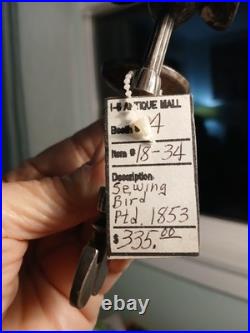 I-5 ANTIQUE MALL
Booth # 4
Item # 18-34
Description
Sewing
Bird
Ptd. 1853
$ 335.00